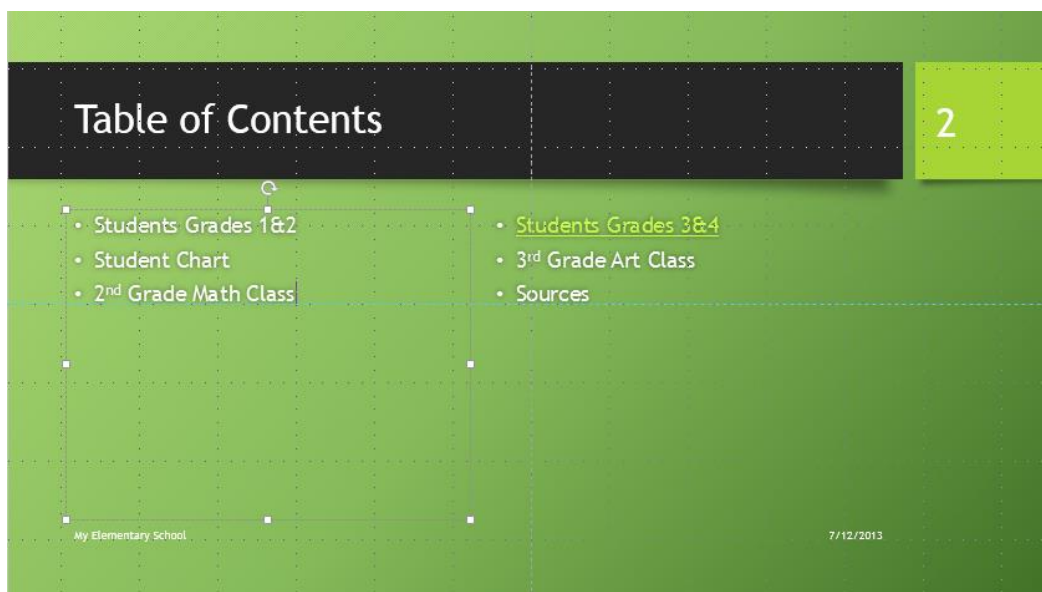 Table of Contents
2
• Students Grades 1&2
• Student Chart
• 2nd Grade Math Class
• Students Grades 3&4
• 3rd Grade Art Class
• Sources
My Elementary School
7/12/2013